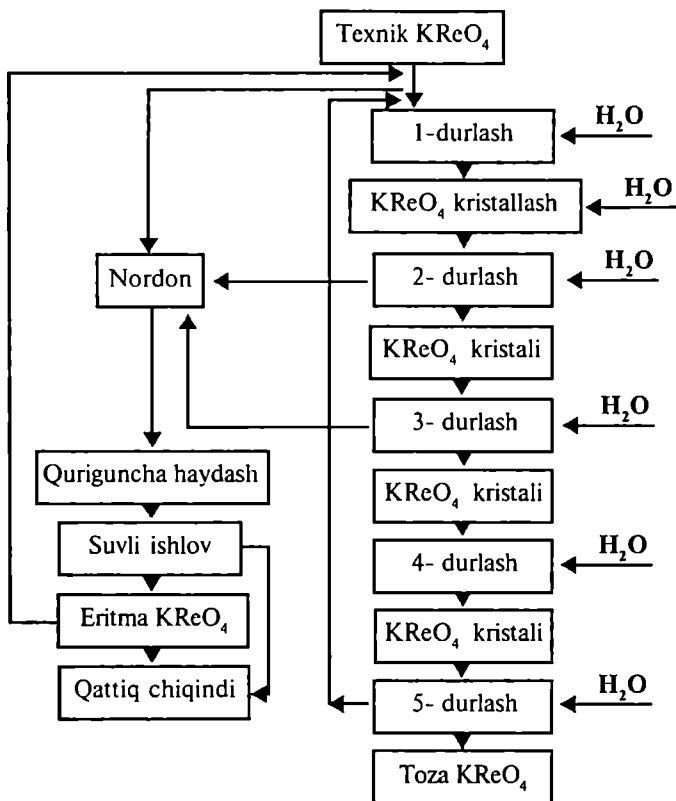 Texnik KReO₄
H₂O
1-durlash
H₂O
KReO₄ kristallash
H₂O
2- durlash
Nordon
KReO₄ kristali
H₂O
3- durlash
Quriguncha haydash
KReO₄ kristali
Suvli ishlov
H₂O
4- durlash
Eritma KReO₄
KReO₄ kristali
Qattiq chiqindi
H₂O
5- durlash
Toza KReO₄